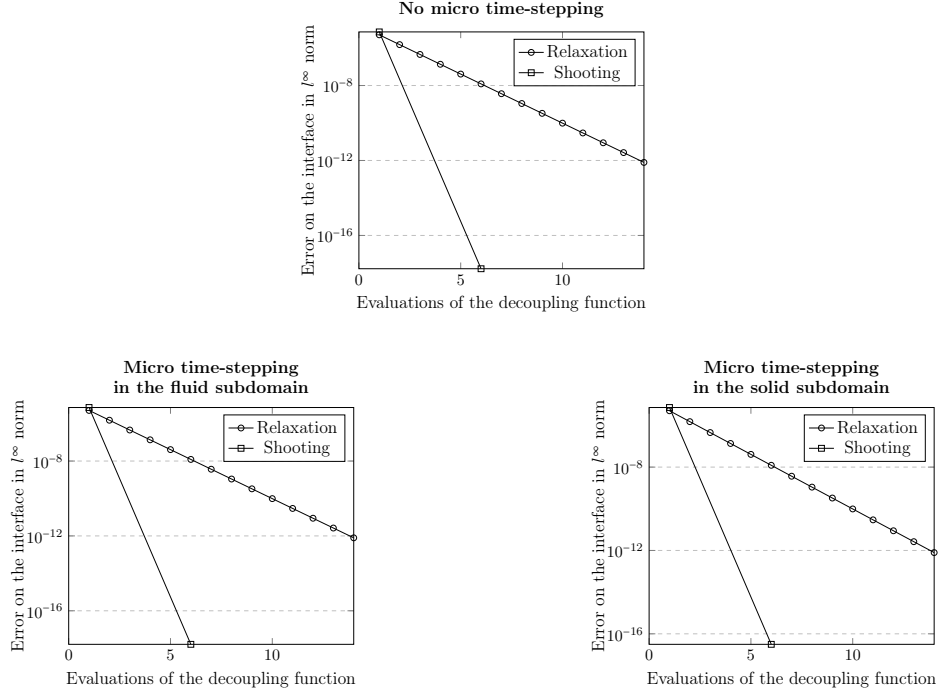 No micro time-stepping
Error on the interface in l^∞ norm
10^−8
10^−12
10^−16
Relaxation
Shooting
0
5
10
Evaluations of the decoupling function
Micro time-stepping
in the fluid subdomain
Error on the interface in l^∞ norm
10^−8
10^−12
10^−16
Relaxation
Shooting
0
5
10
Evaluations of the decoupling function
Micro time-stepping
in the solid subdomain
Error on the interface in l^∞ norm
10^−8
10^−12
10^−16
Relaxation
Shooting
0
5
10
Evaluations of the decoupling function